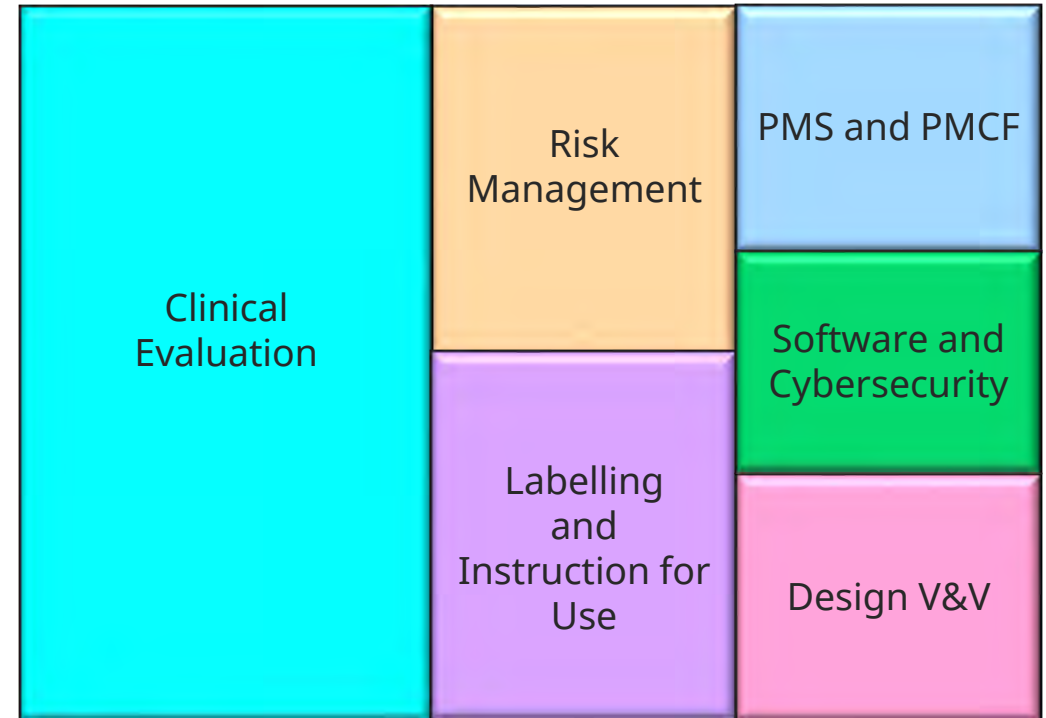 Clinical
Evaluation
Risk
Management
Labelling
and
Instruction for
Use
PMS and PMCF
Software and
Cybersecurity
Design V&V